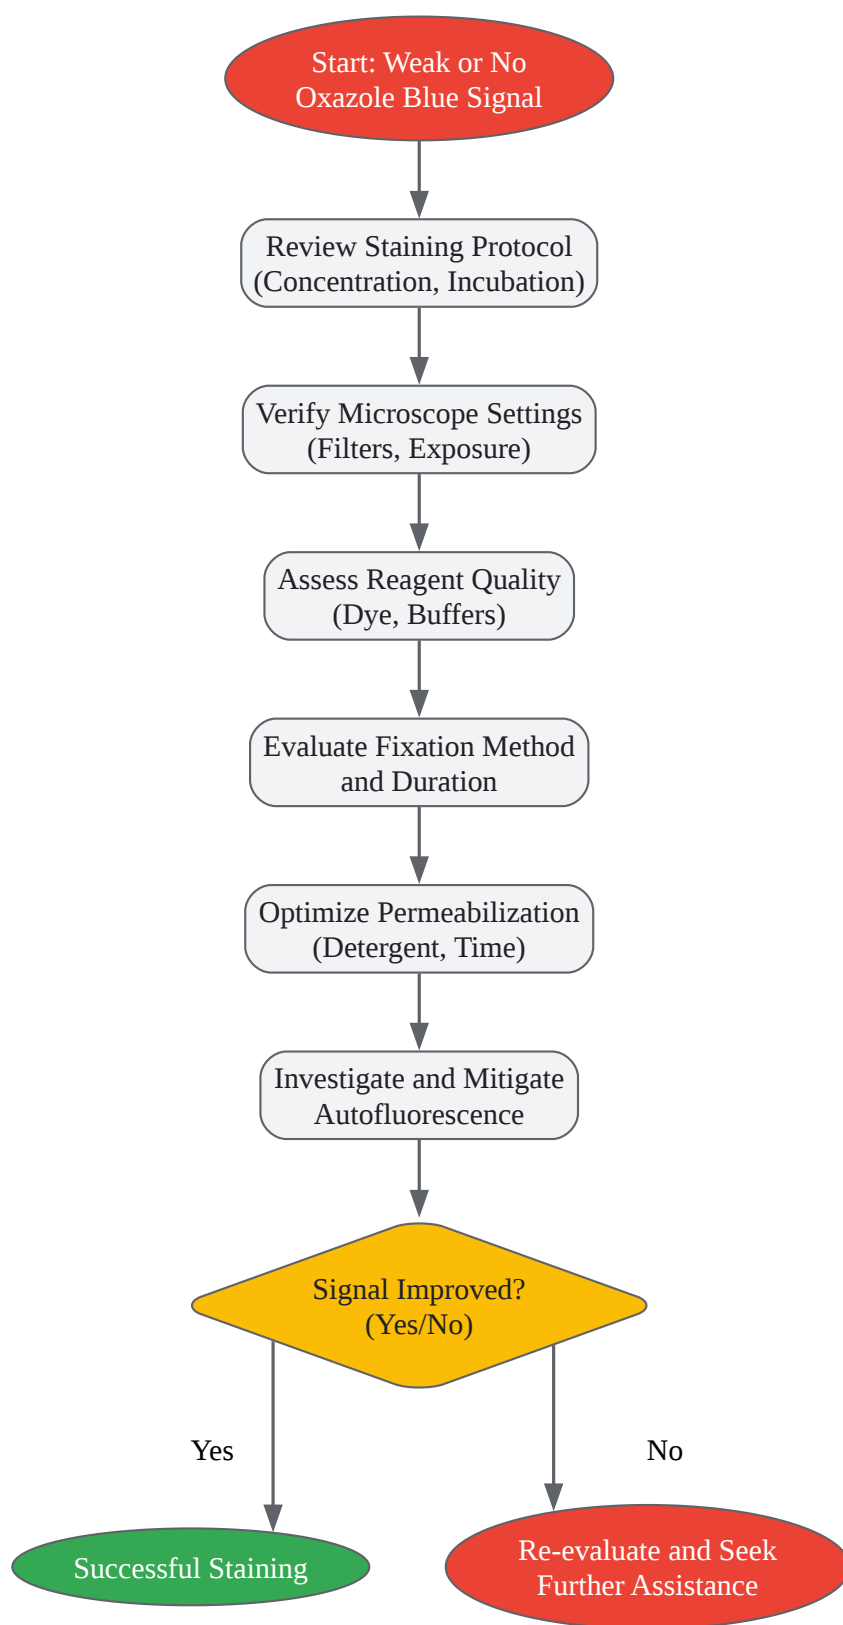 Start: Weak or No
Oxazole Blue Signal
Review Staining Protocol
(Concentration, Incubation)
Verify Microscope Settings
(Filters, Exposure)
Assess Reagent Quality
(Dye, Buffers)
Evaluate Fixation Method
and Duration
Optimize Permeabilization
(Detergent, Time)
Investigate and Mitigate
Autofluorescence
Signal Improved?
(Yes/No)
Yes
No
Successful Staining
Re-evaluate and Seek
Further Assistance